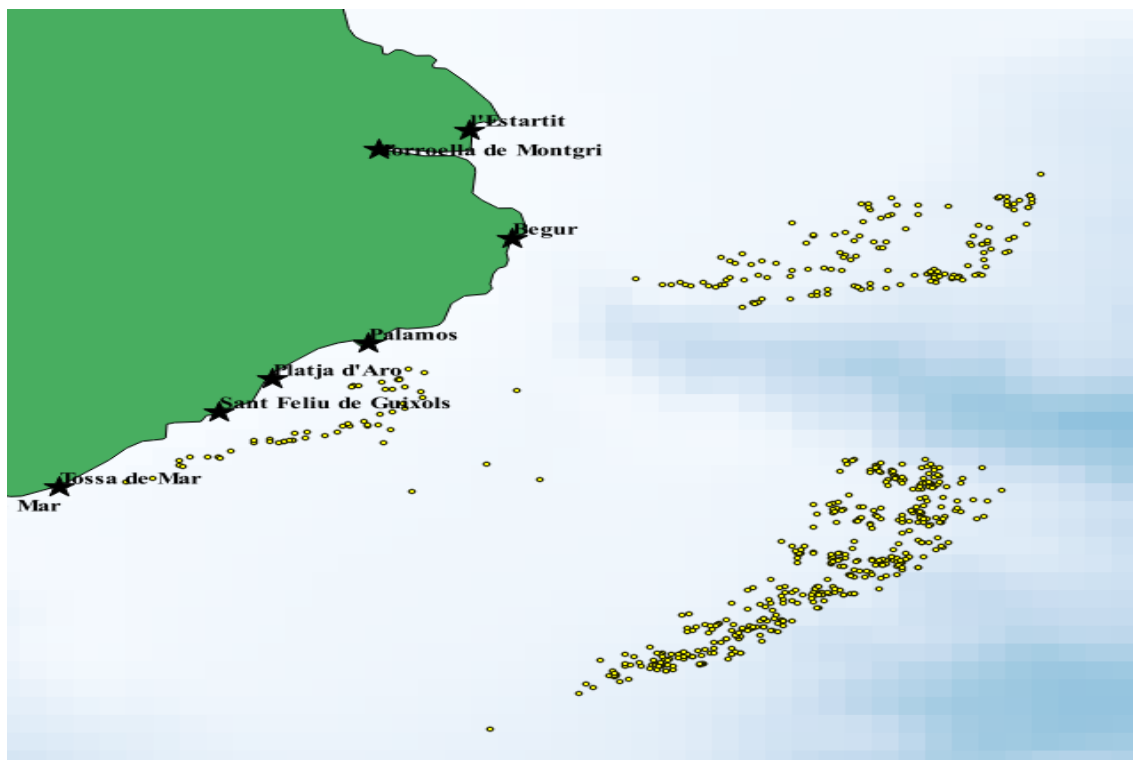 l'Estartit
Torroella de Montgri
Begur
Palamos
Platja d'Aro
Sant Feliu de Guixols
Tossa de Mar
Mar